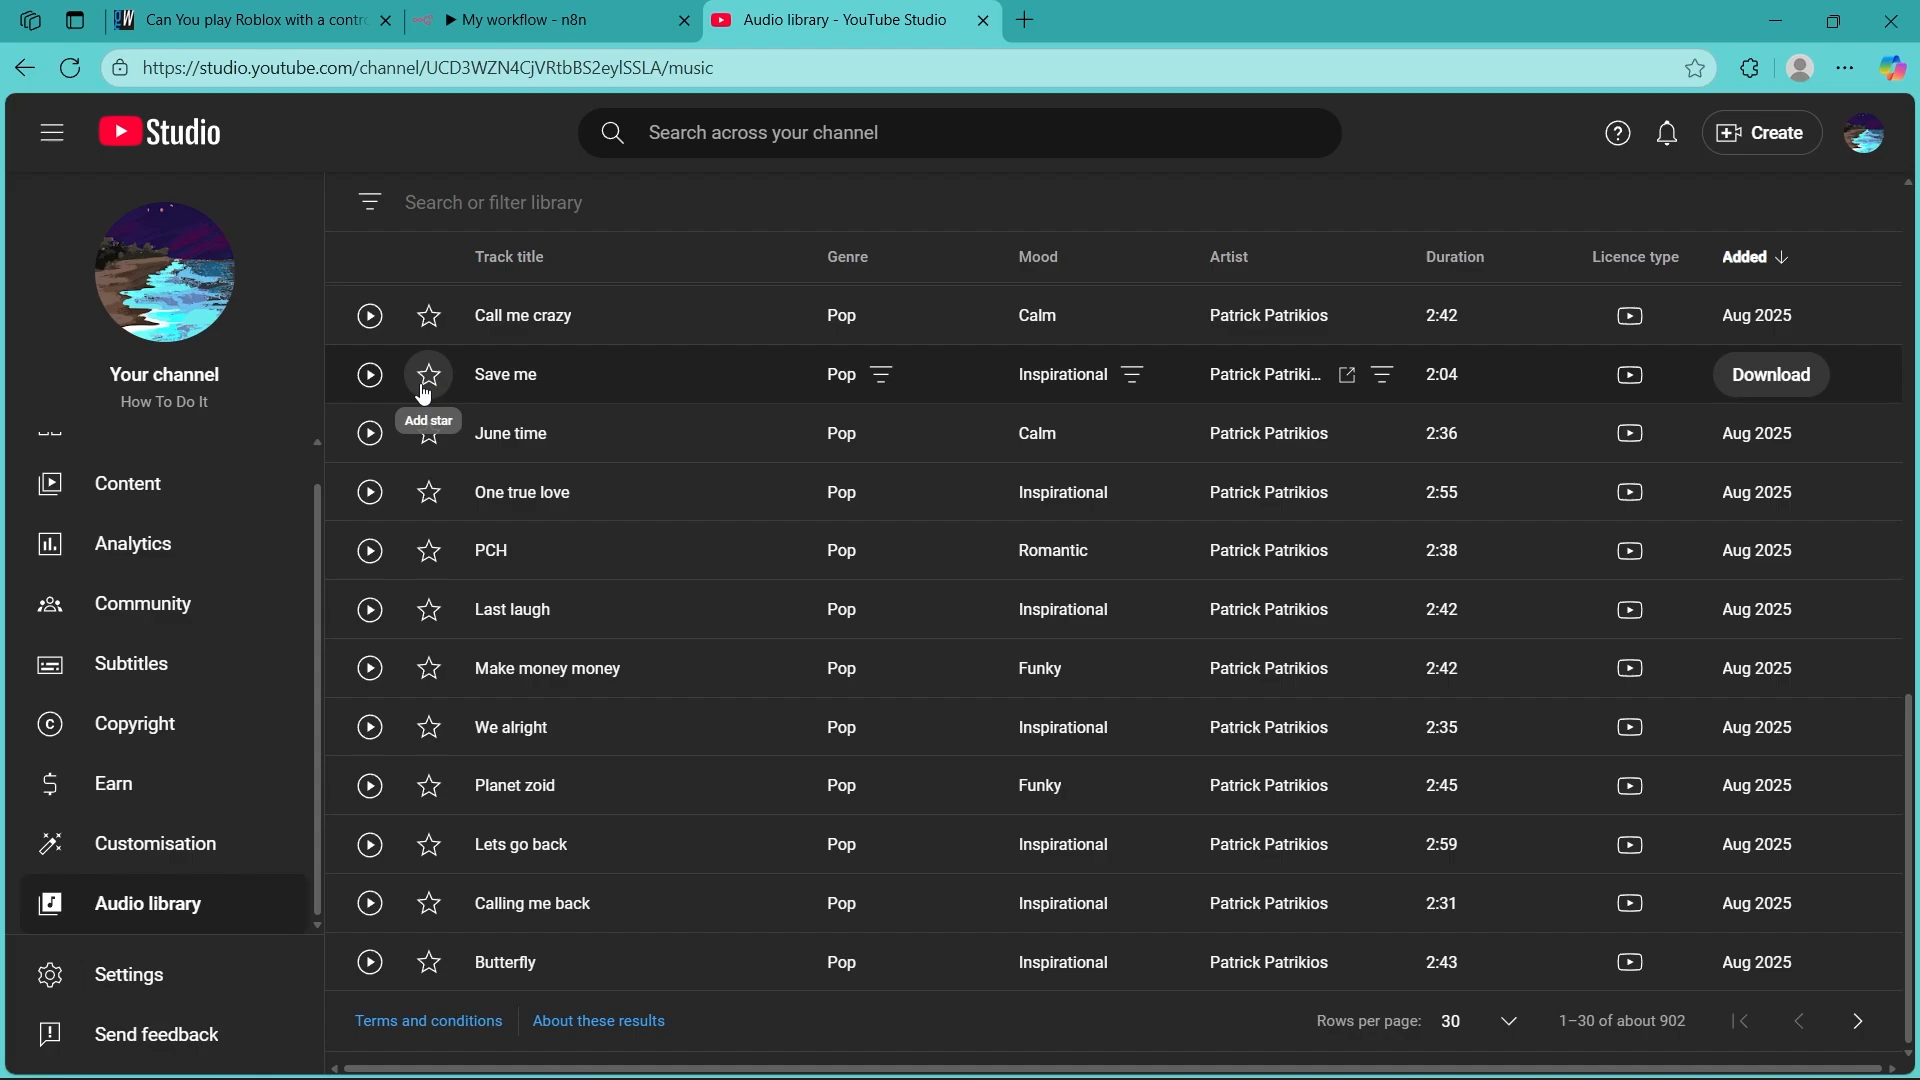 Can You play Roblox with a contr
My workflow - n8n
Audio library - YouTube Studio
https://studio.youtube.com/channel/UCD3WZN4CjVRtbBS2eylSSLA/music
Studio
Search across your channel
Create
Your channel
How To Do It
Content
Analytics
Community
Subtitles
Copyright
Earn
Customisation
Audio library
Settings
Send feedback
Search or filter library
Track title Genre Mood Artist Duration Licence type Added
Call me crazy Pop Calm Patrick Patrikios 2:42 Aug 2025
Save me Pop Inspirational Patrick Patriki... 2:04 Download
Add star
June time Pop Calm Patrick Patrikios 2:36 Aug 2025
One true love Pop Inspirational Patrick Patrikios 2:55 Aug 2025
PCH Pop Romantic Patrick Patrikios 2:38 Aug 2025
Last laugh Pop Inspirational Patrick Patrikios 2:42 Aug 2025
Make money money Pop Funky Patrick Patrikios 2:42 Aug 2025
We alright Pop Inspirational Patrick Patrikios 2:35 Aug 2025
Planet zoid Pop Funky Patrick Patrikios 2:45 Aug 2025
Lets go back Pop Inspirational Patrick Patrikios 2:59 Aug 2025
Calling me back Pop Inspirational Patrick Patrikios 2:31 Aug 2025
Butterfly Pop Inspirational Patrick Patrikios 2:43 Aug 2025
Terms and conditions About these results Rows per page: 30 1–30 of about 902